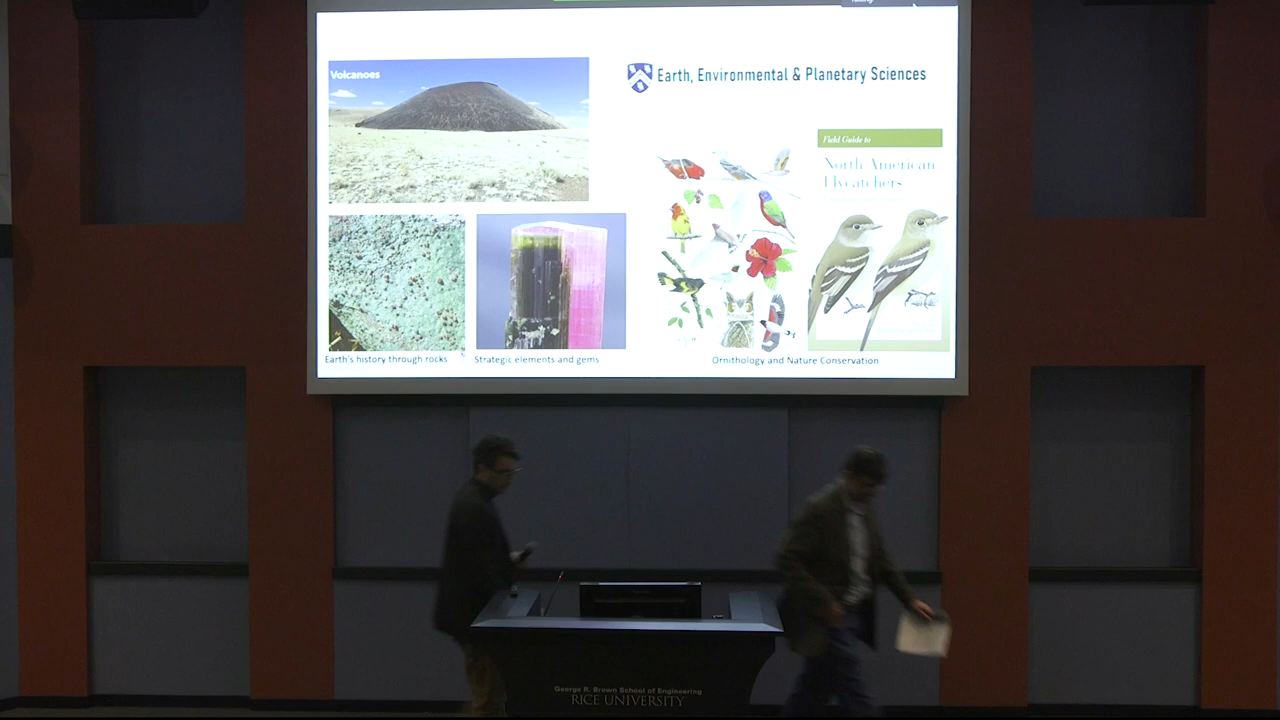 Volcanoes
Earth, Environmental & Planetary Sciences
Field Guide to
North American
Flycatchers
Earth's history through rocks
Strategic elements and gems
Ornithology and Nature Conservation
George R. Brown School of Engineering
RICE UNIVERSITY